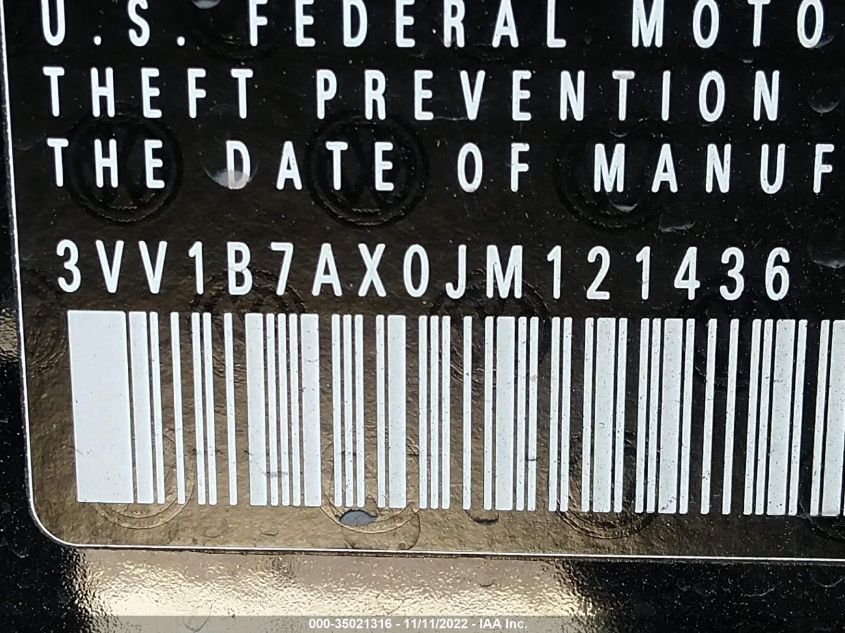 U.S. FEDERAL MOTO
THEFT PREVENTION
THE DATE OF MANUF
3VV1B7AX0JM121436
000-35021316 - 11/11/2022 - IAA Inc.